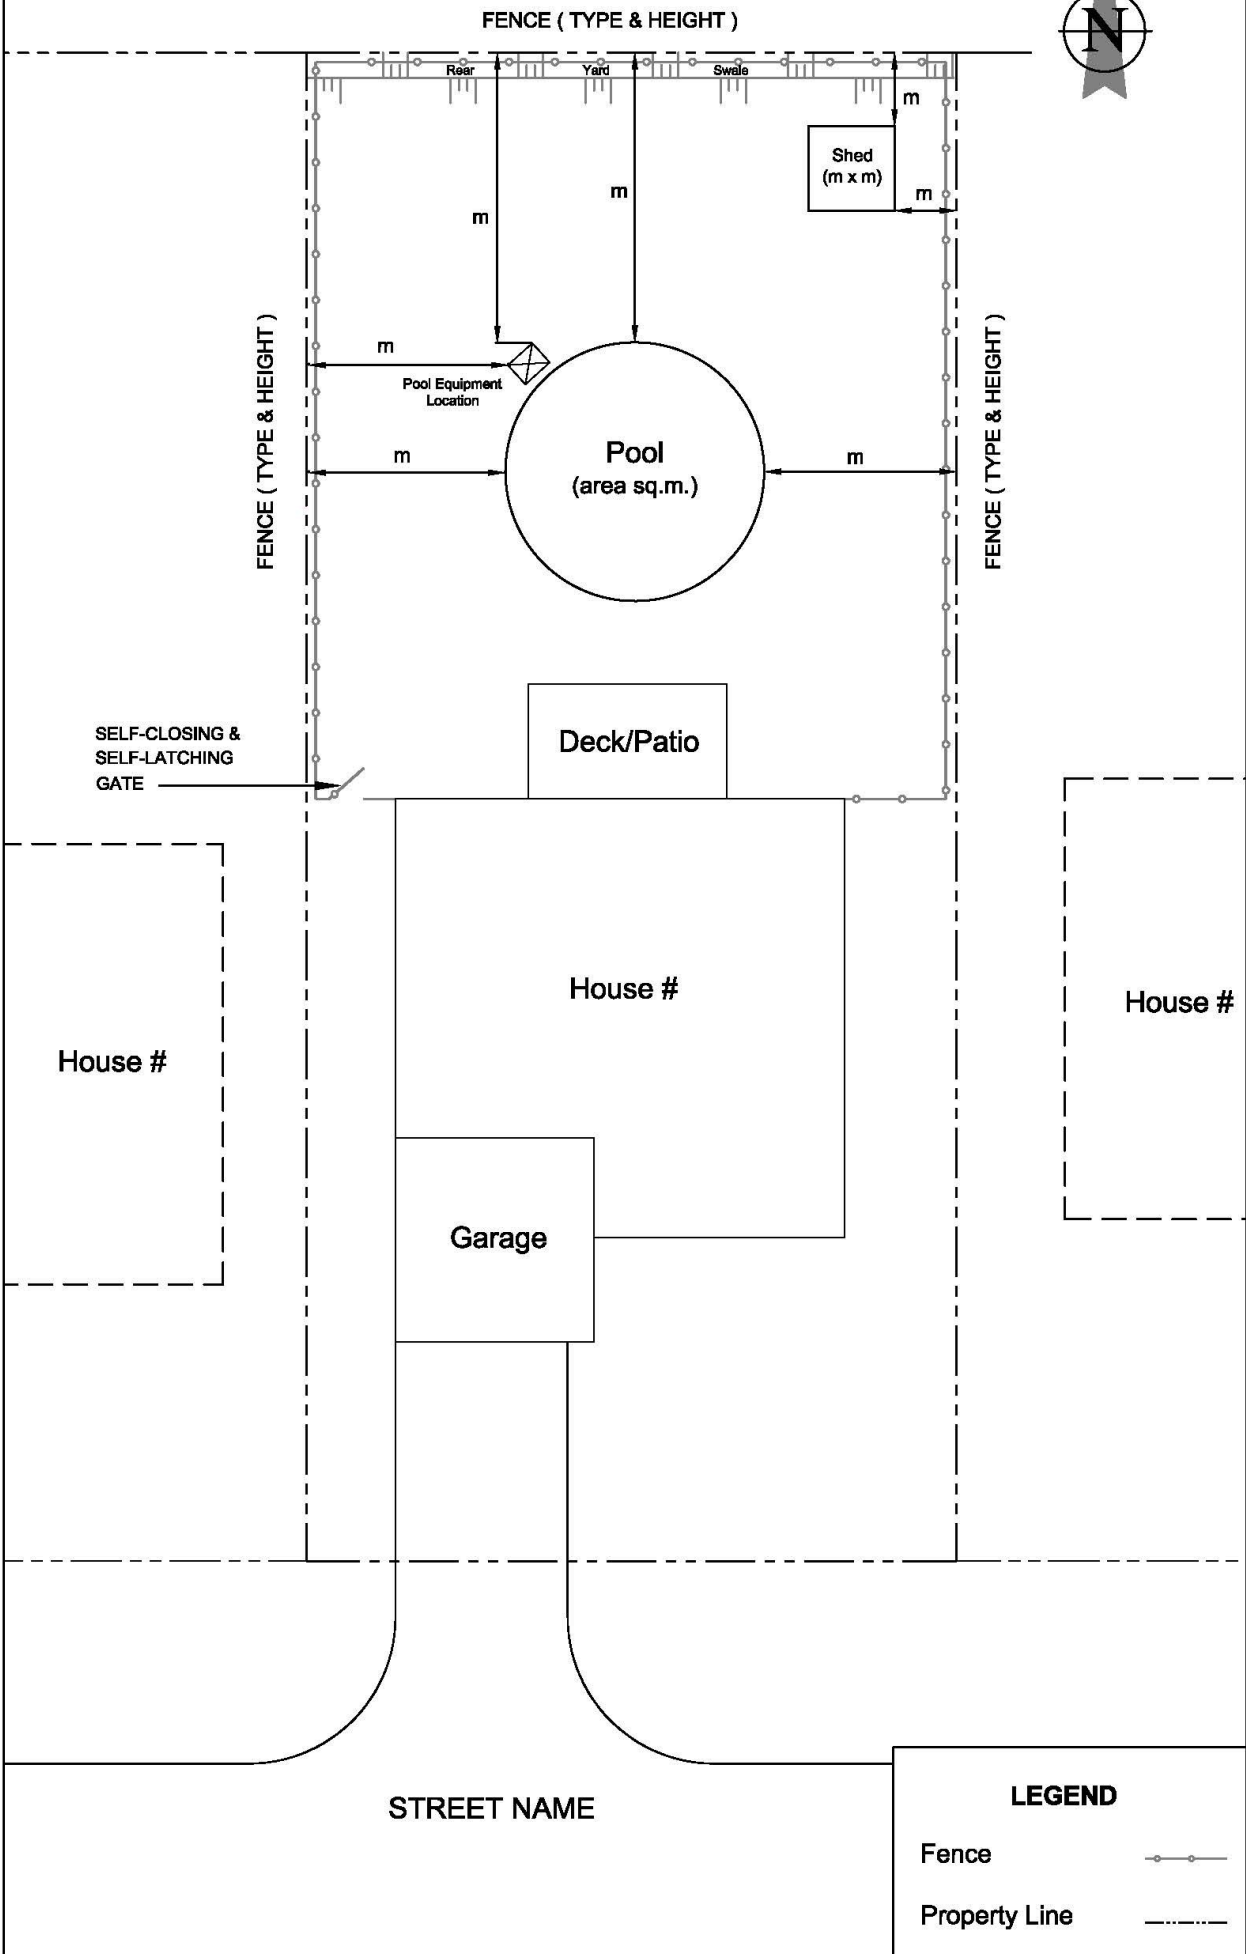 FENCE ( TYPE & HEIGHT )
N
Rear Yard Swale
m
Shed
(m x m)
m
m
m
m
Pool Equipment
Location
FENCE ( TYPE & HEIGHT )
FENCE ( TYPE & HEIGHT )
m
Pool
(area sq.m.)
m
SELF-CLOSING &
SELF-LATCHING
GATE
Deck/Patio
House #
House #
House #
Garage
STREET NAME
LEGEND
Fence
Property Line